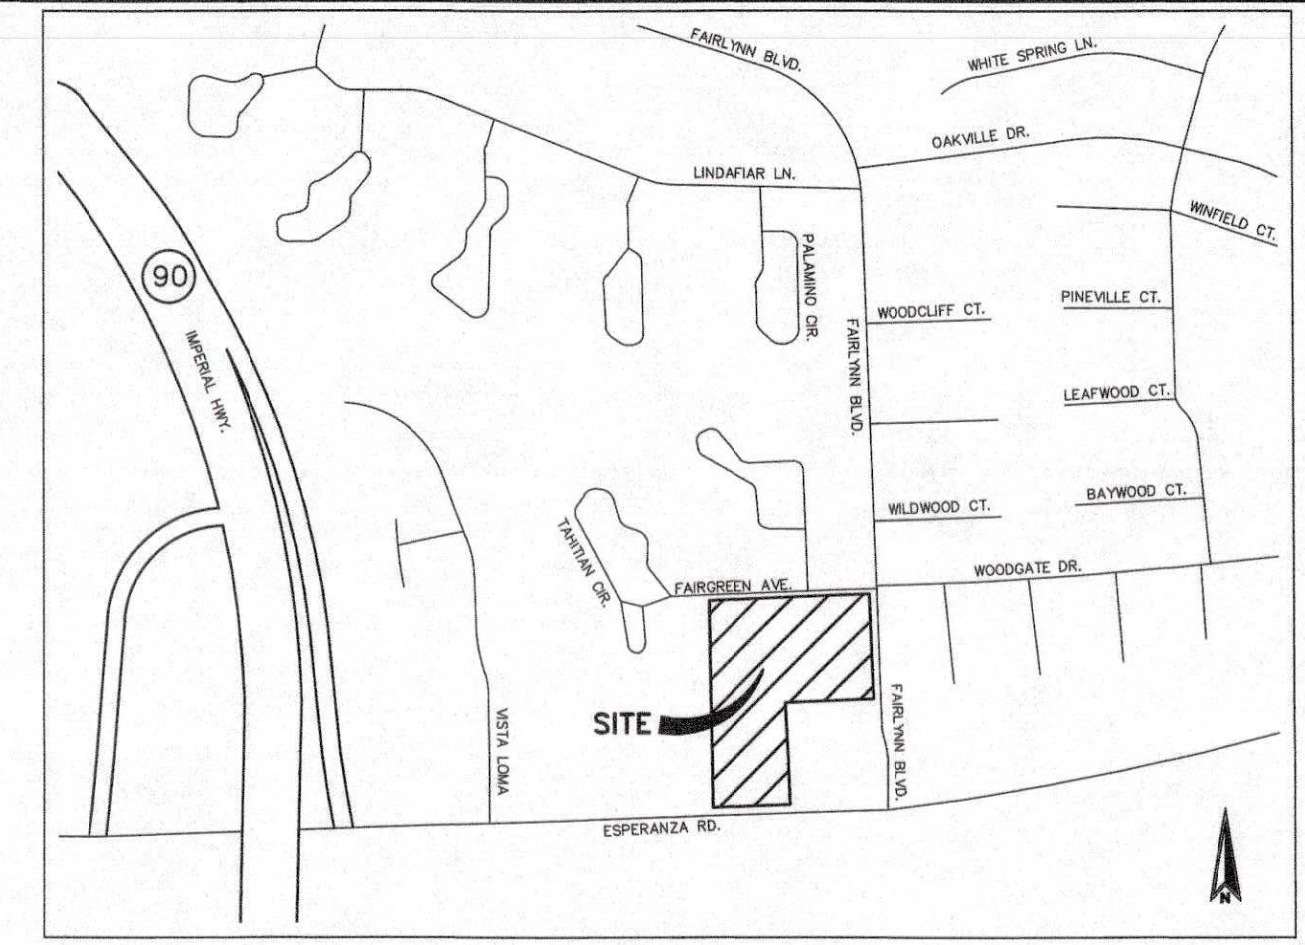 FAIRLYNN BLVD.
WHITE SPRING LN.
OAKVILLE DR.
LINDAFIAR LN.
WINFIELD CT.
PALAMINO CIR.
90
IMPERIAL HWY.
PINEVILLE CT.
WOODCLIFF CT.
FAIRLYNN BLVD.
LEAFWOOD CT.
BAYWOOD CT.
WILDWOOD CT.
TAHITIAN CIR.
WOODGATE DR.
FAIRGREEN AVE.
SITE
VISTA LOMA
FAIRLYNN BLVD.
ESPERANZA RD.
N